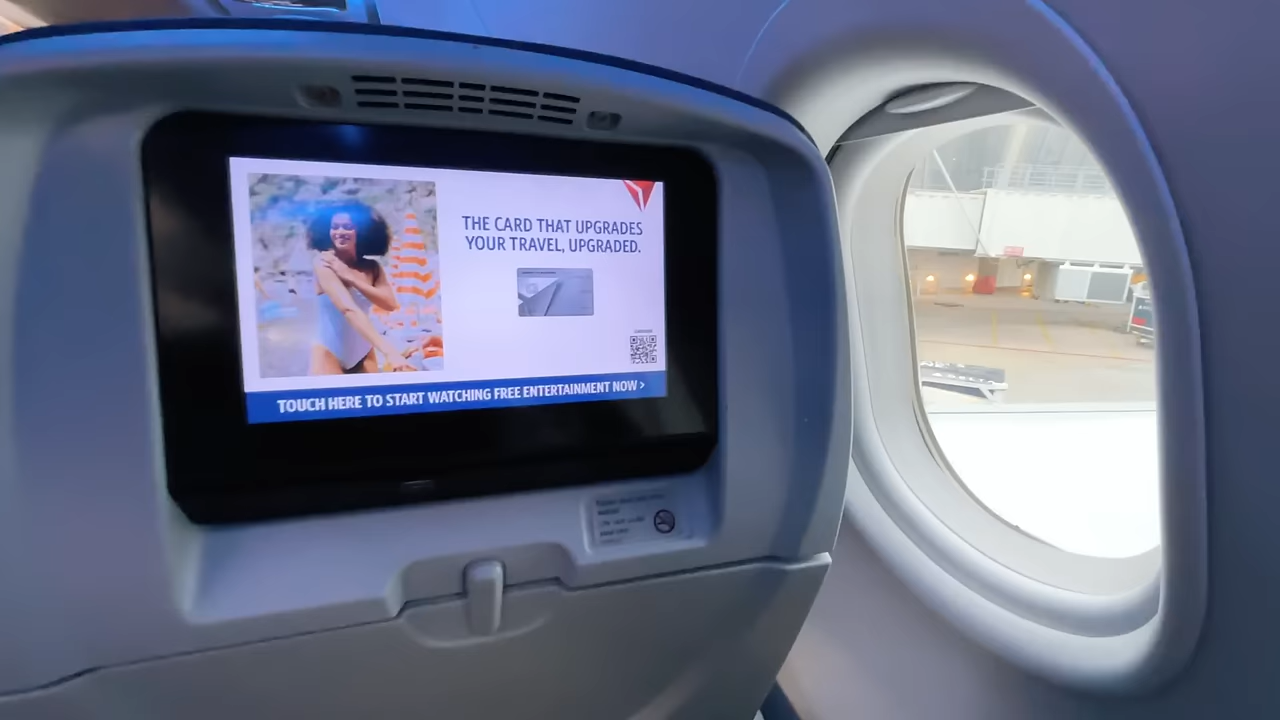 THE CARD THAT UPGRADES
YOUR TRAVEL, UPGRADED.
TOUCH HERE TO START WATCHING FREE ENTERTAINMENT NOW >